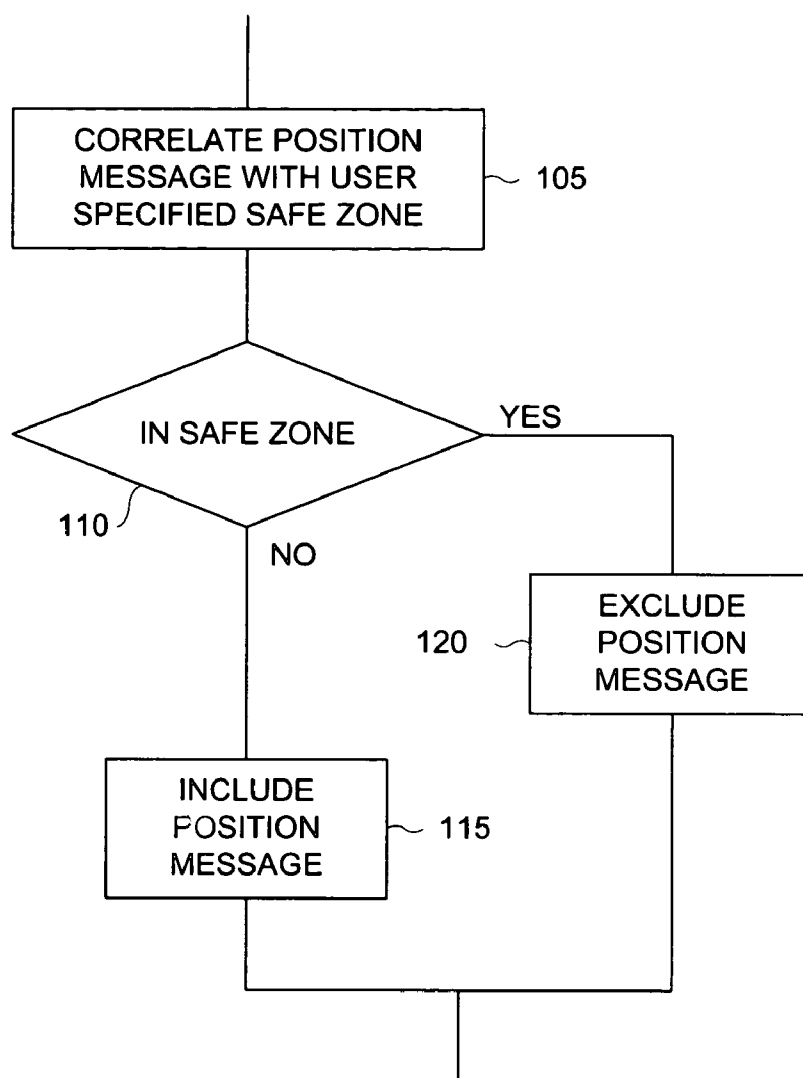 CORRELATE POSITION
MESSAGE WITH USER
SPECIFIED SAFE ZONE
105
IN SAFE ZONE
YES
110
NO
EXCLUDE
POSITION
MESSAGE
120
INCLUDE
POSITION
MESSAGE
115